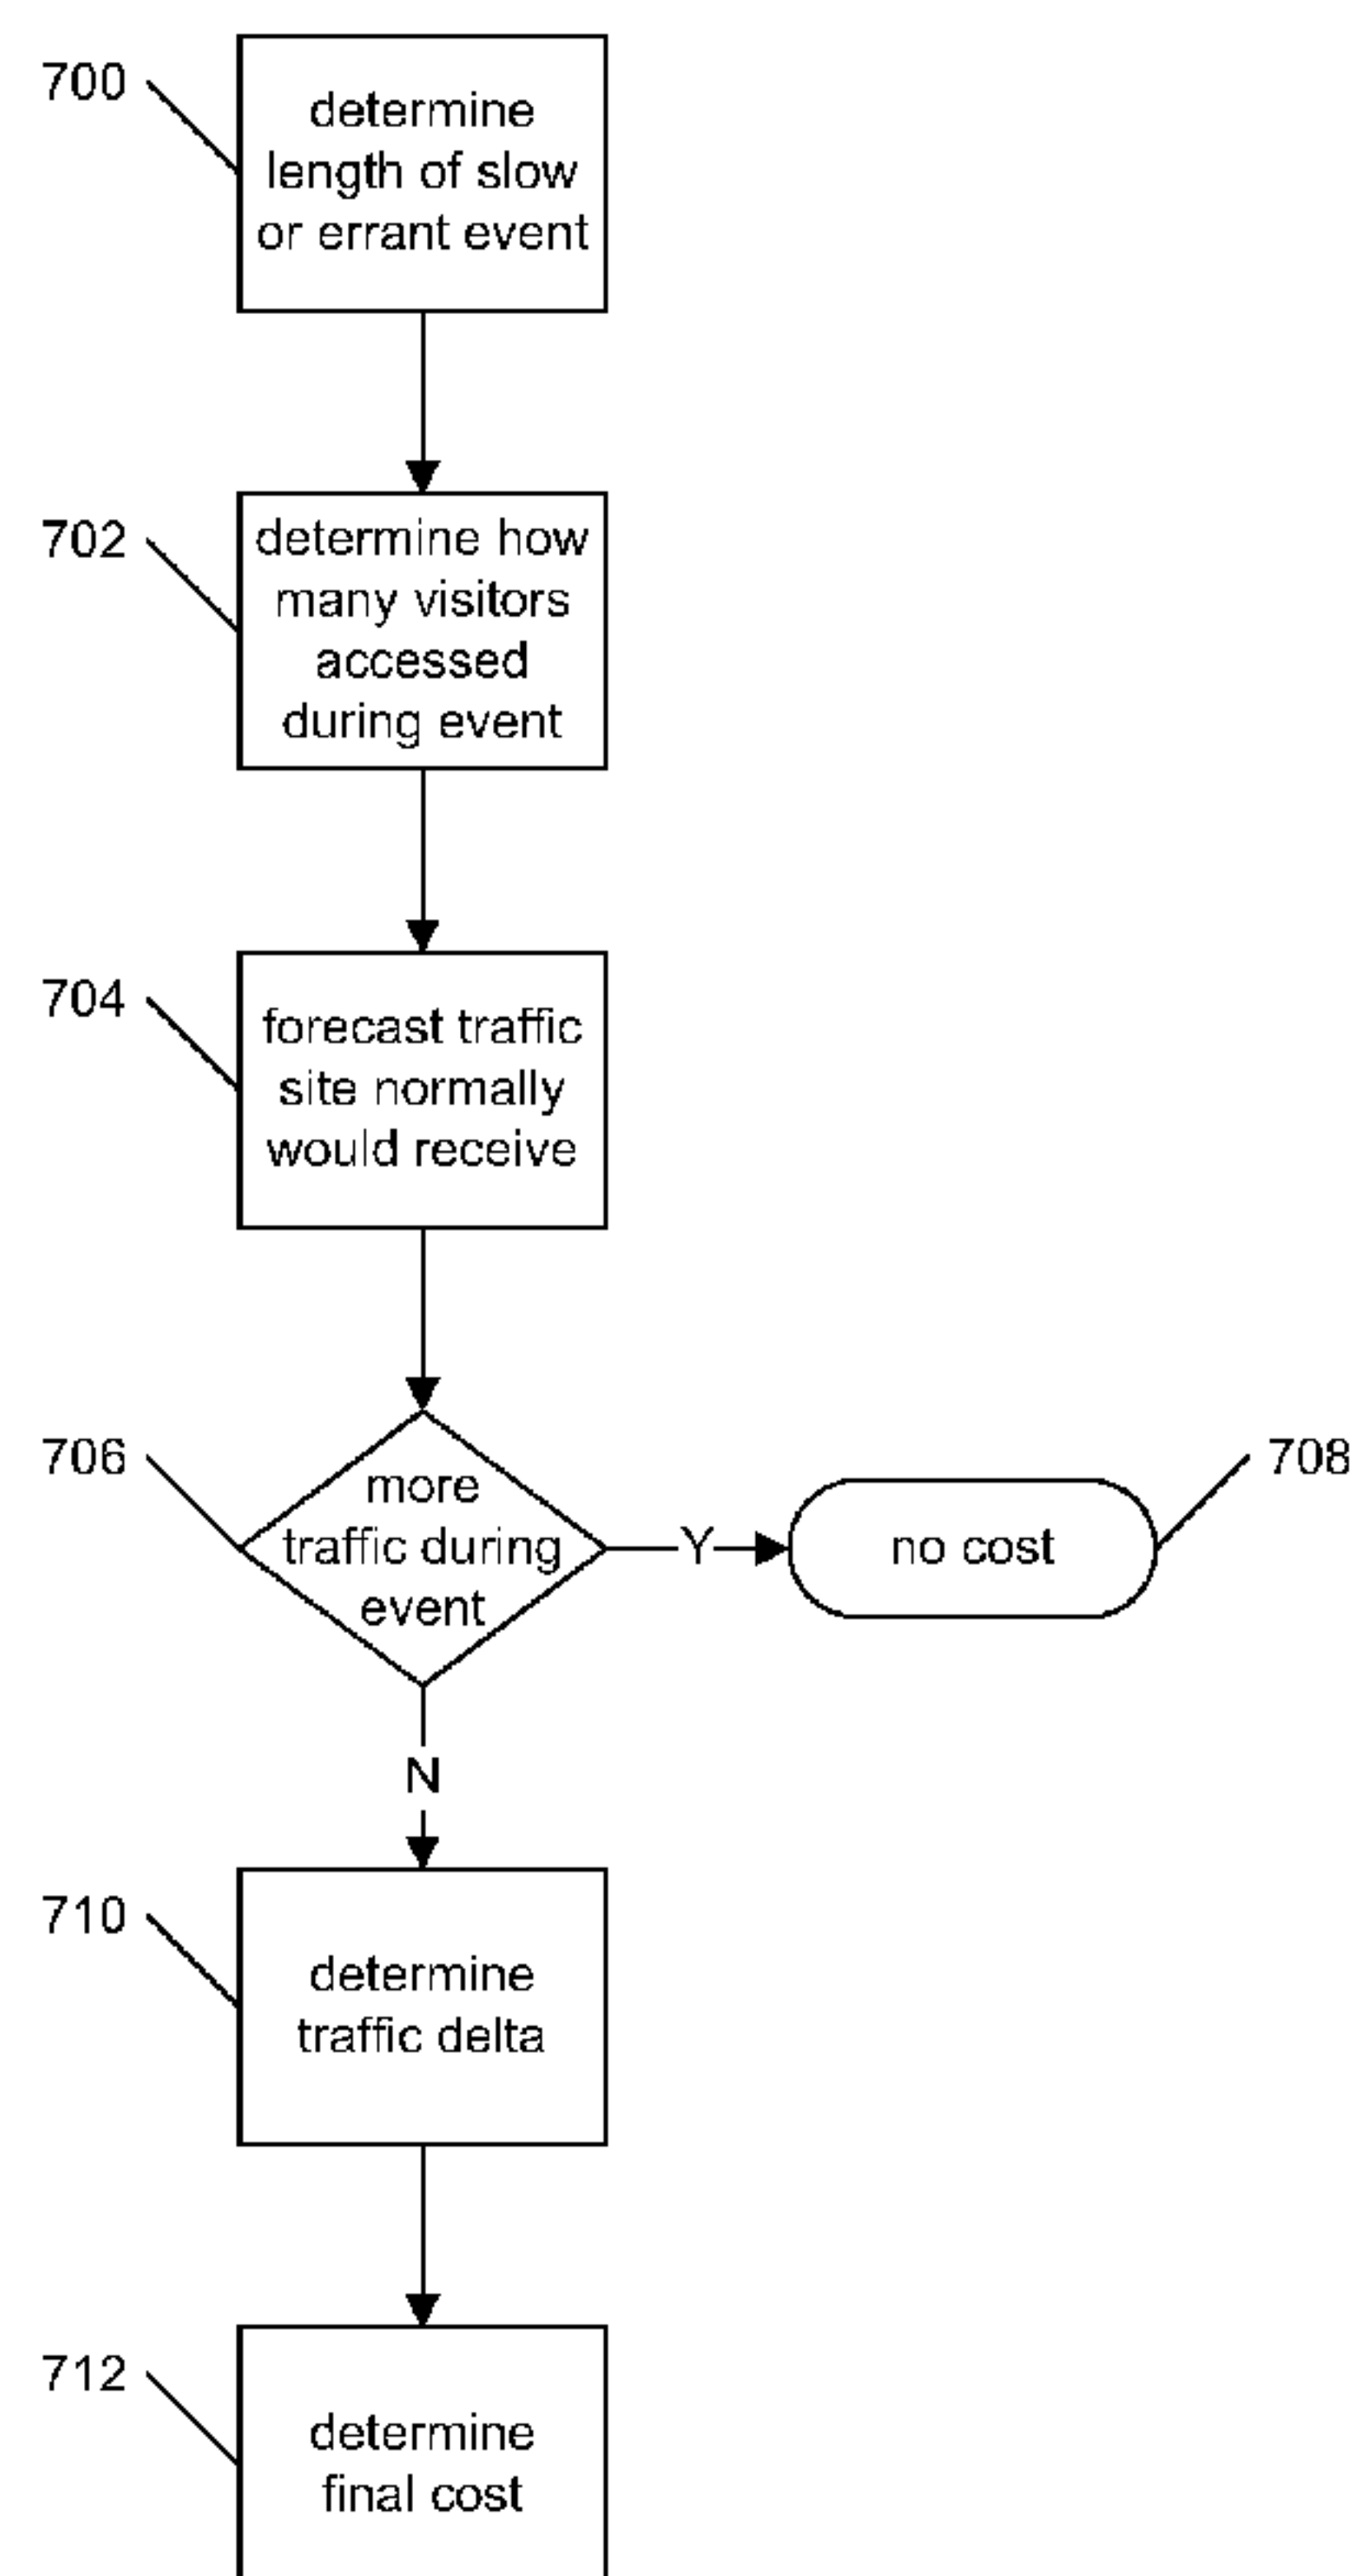 700
determine
length of slow
or errant event
702
determine how
many visitors
accessed
during event
704
forecast traffic
site normally
would receive
706
more
traffic during
event
Y
no cost
708
N
710
determine
traffic delta
712
determine
final cost